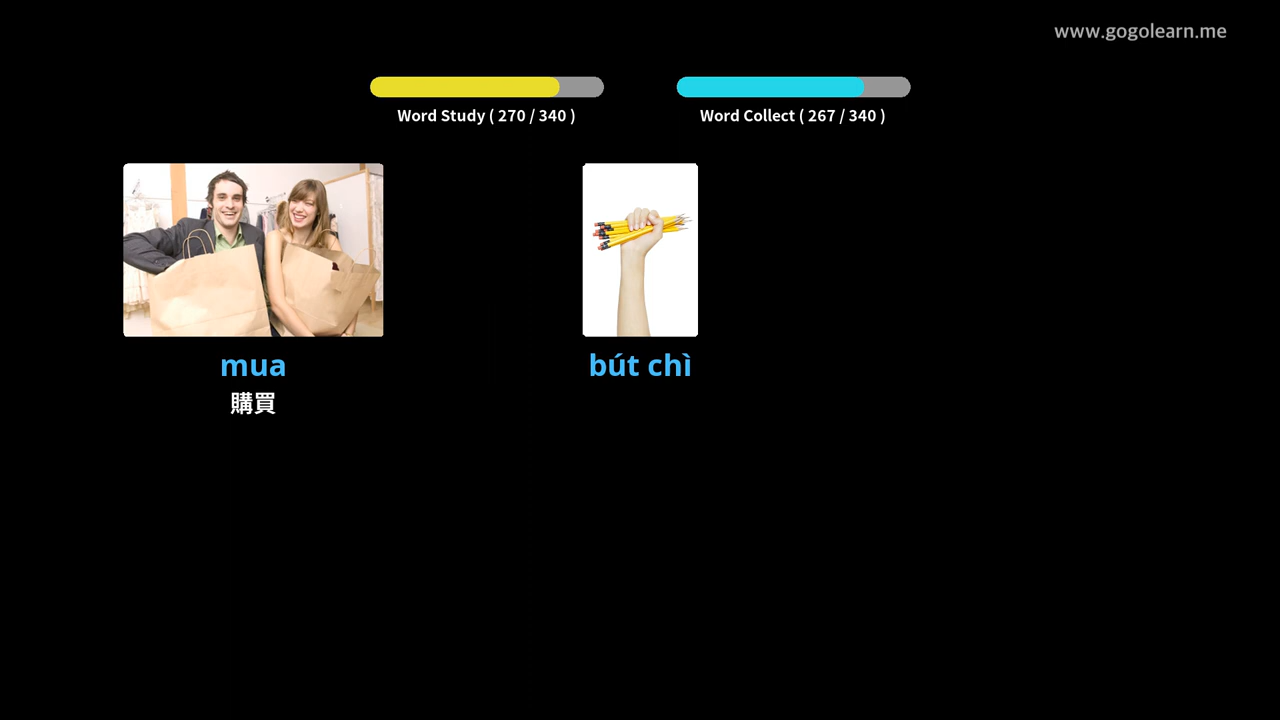 www.gogolearn.me
Word Study ( 270 / 340 )
Word Collect ( 267 / 340 )
mua
購買
bút chì